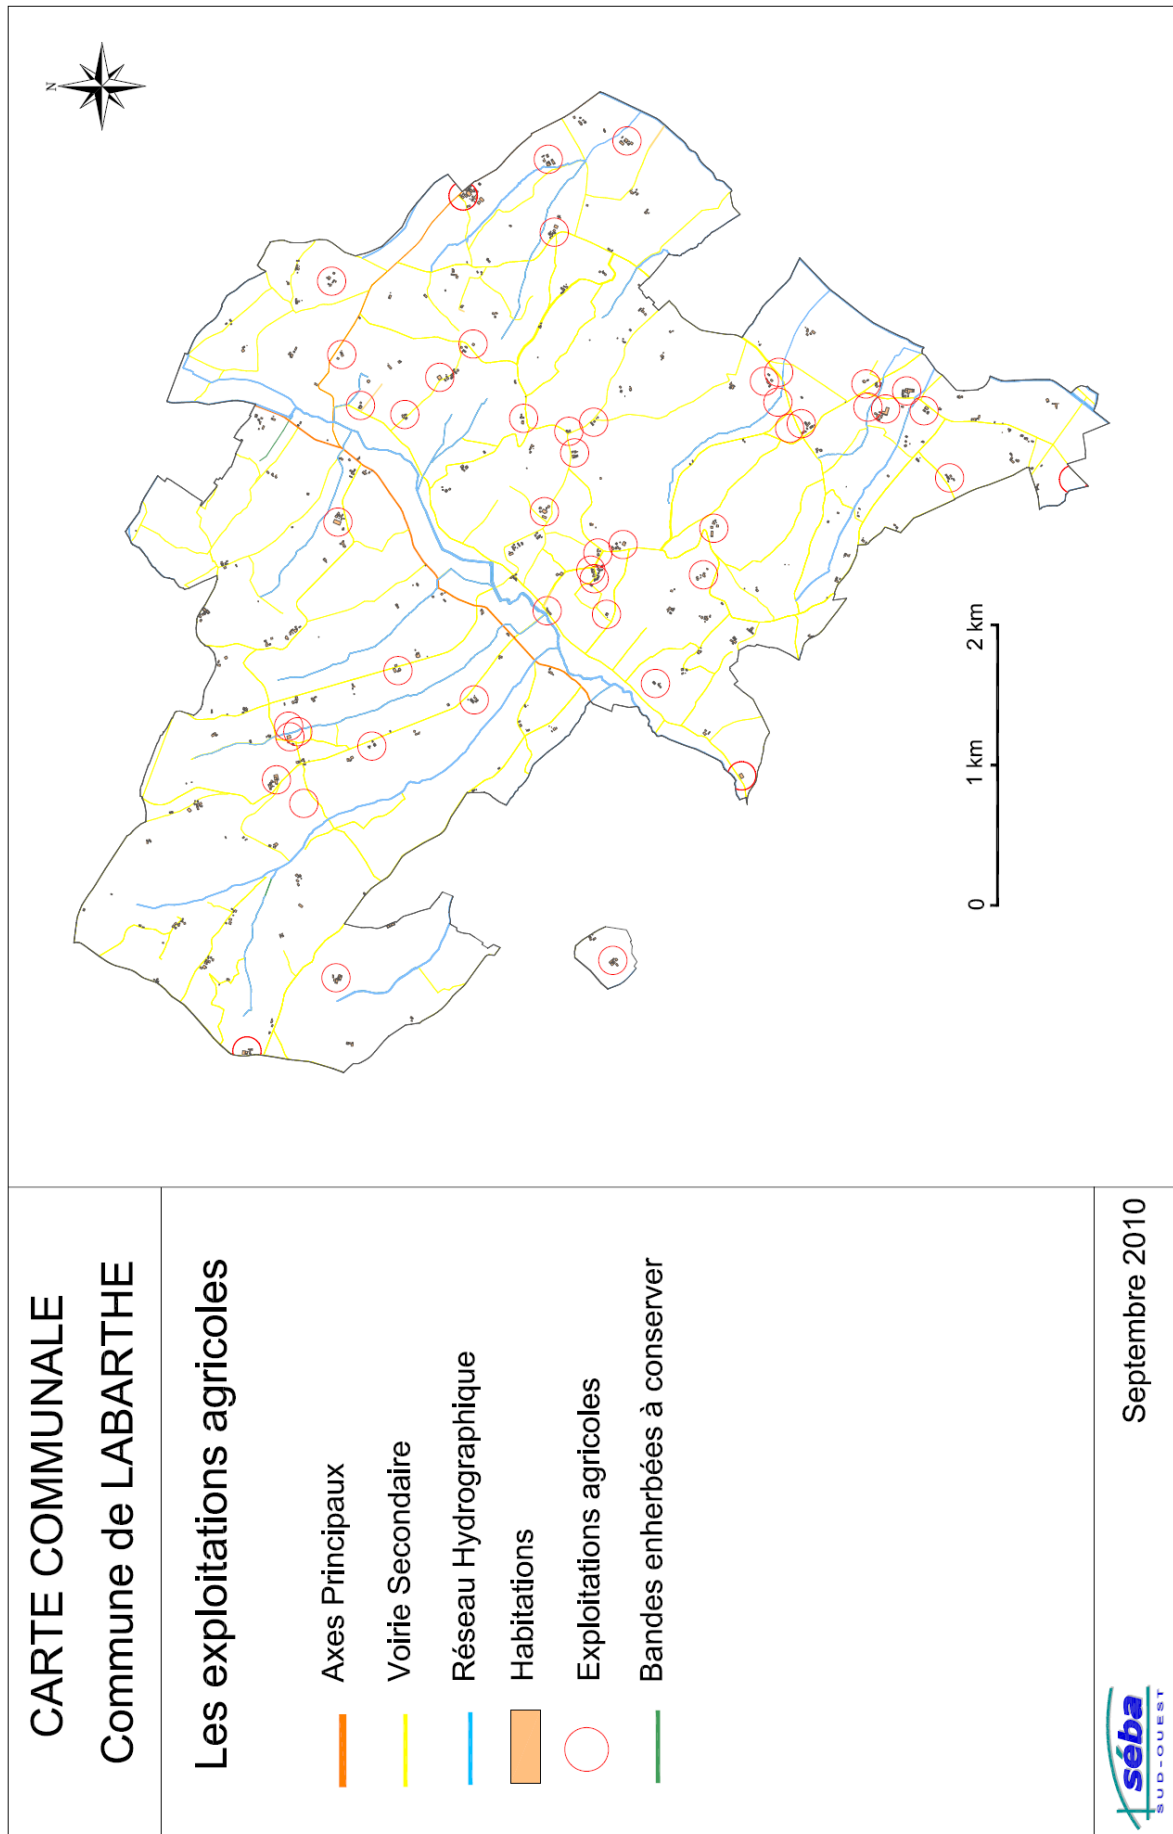 CARTE COMMUNALE
Commune de LABARTHE
Les exploitations agricoles
Axes Principaux
Voirie Secondaire
Réseau Hydrographique
Habitations
Exploitations agricoles
Bandes enherbées à conserver
séba
SUD-OUEST
Septembre 2010
N
0 1 km 2 km